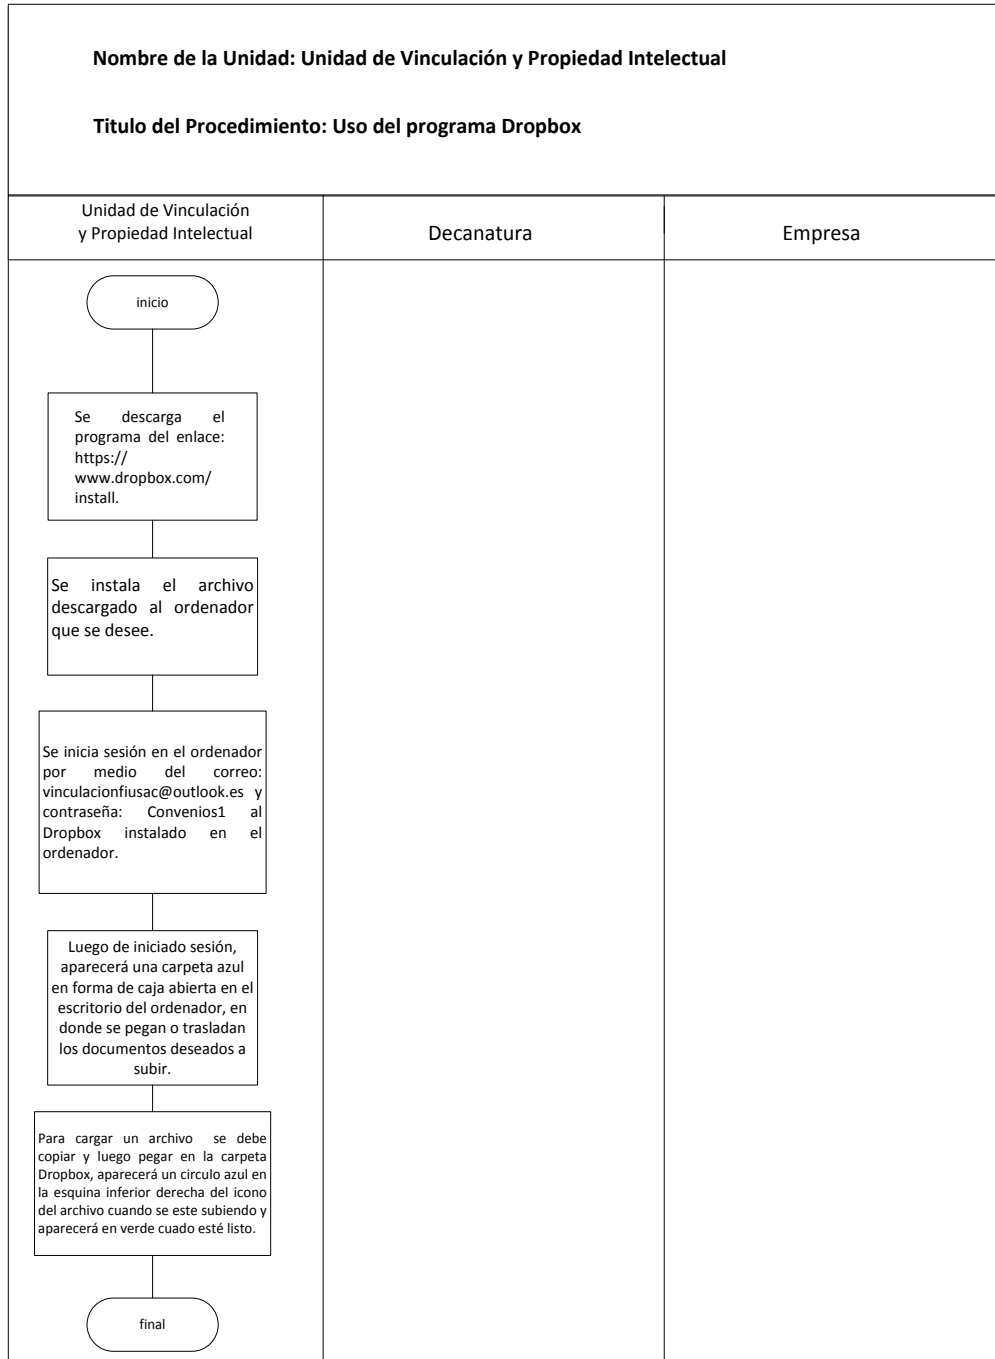 Nombre de la Unidad: Unidad de Vinculación y Propiedad Intelectual
Titulo del Procedimiento: Uso del programa Dropbox
Unidad de Vinculación
y Propiedad Intelectual
Decanatura
Empresa
inicio
Se descarga el
programa del enlace:
https://
www.dropbox.com/
install.
Se instala el archivo
descargado al ordenador
que se desee.
Se inicia sesión en el ordenador
por medio del correo:
vinculacionfiusac@outlook.es y
contraseña: Convenios1 al
Dropbox instalado en el
ordenador.
Luego de iniciado sesión,
aparecerá una carpeta azul
en forma de caja abierta en el
escritorio del ordenador, en
donde se pegan o trasladan
los documentos deseados a
subir.
Para cargar un archivo se debe
copiar y luego pegar en la carpeta
Dropbox, aparecerá un circulo azul en
la esquina inferior derecha del icono
del archivo cuando se este subiendo y
aparecerá en verde cuado esté listo.
final